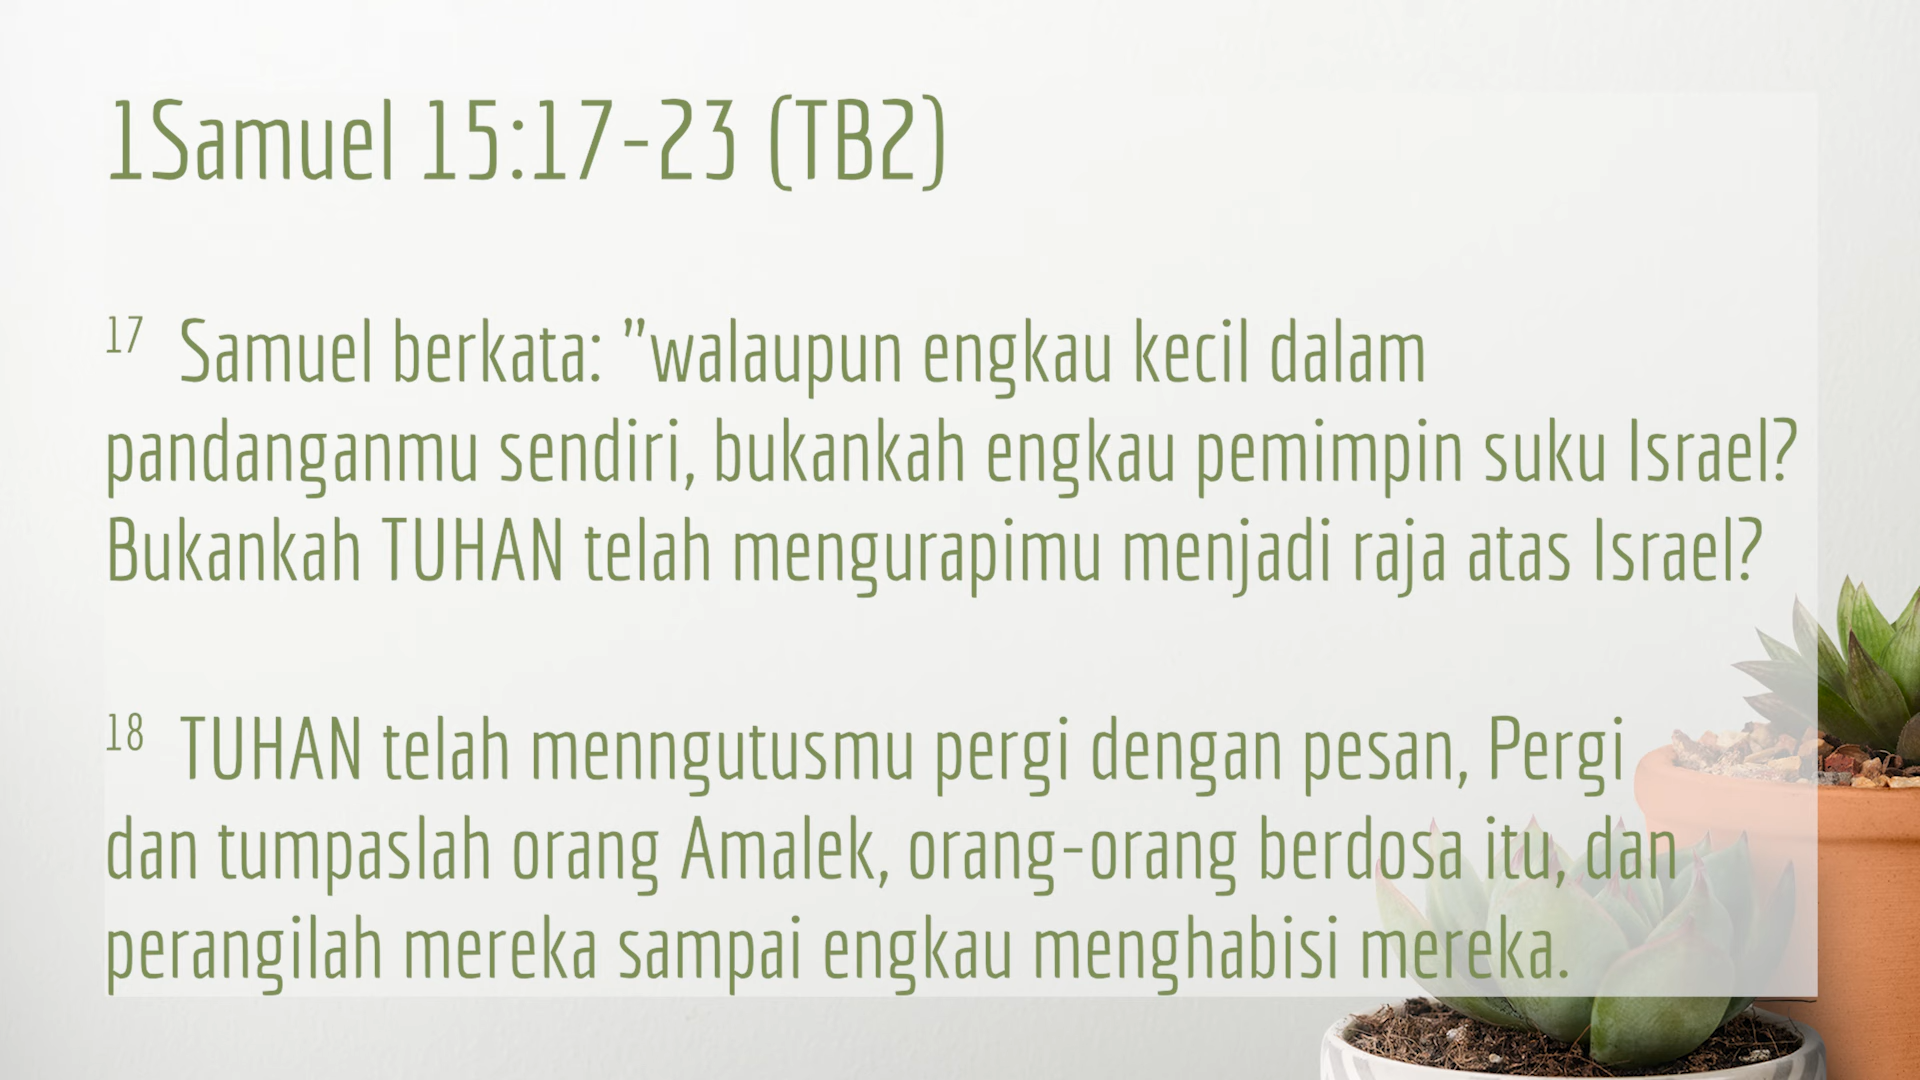 1Samuel 15:17-23 (TB2)
17 Samuel berkata: ”walaupun engkau kecil dalam
pandanganmu sendiri, bukankah engkau pemimpin suku Israel?
Bukankah TUHAN telah mengurapimu menjadi raja atas Israel?
18 TUHAN telah menngutusmu pergi dengan pesan, Pergi
dan tumpaslah orang Amalek, orang-orang berdosa itu, dan
perangilah mereka sampai engkau menghabisi mereka.